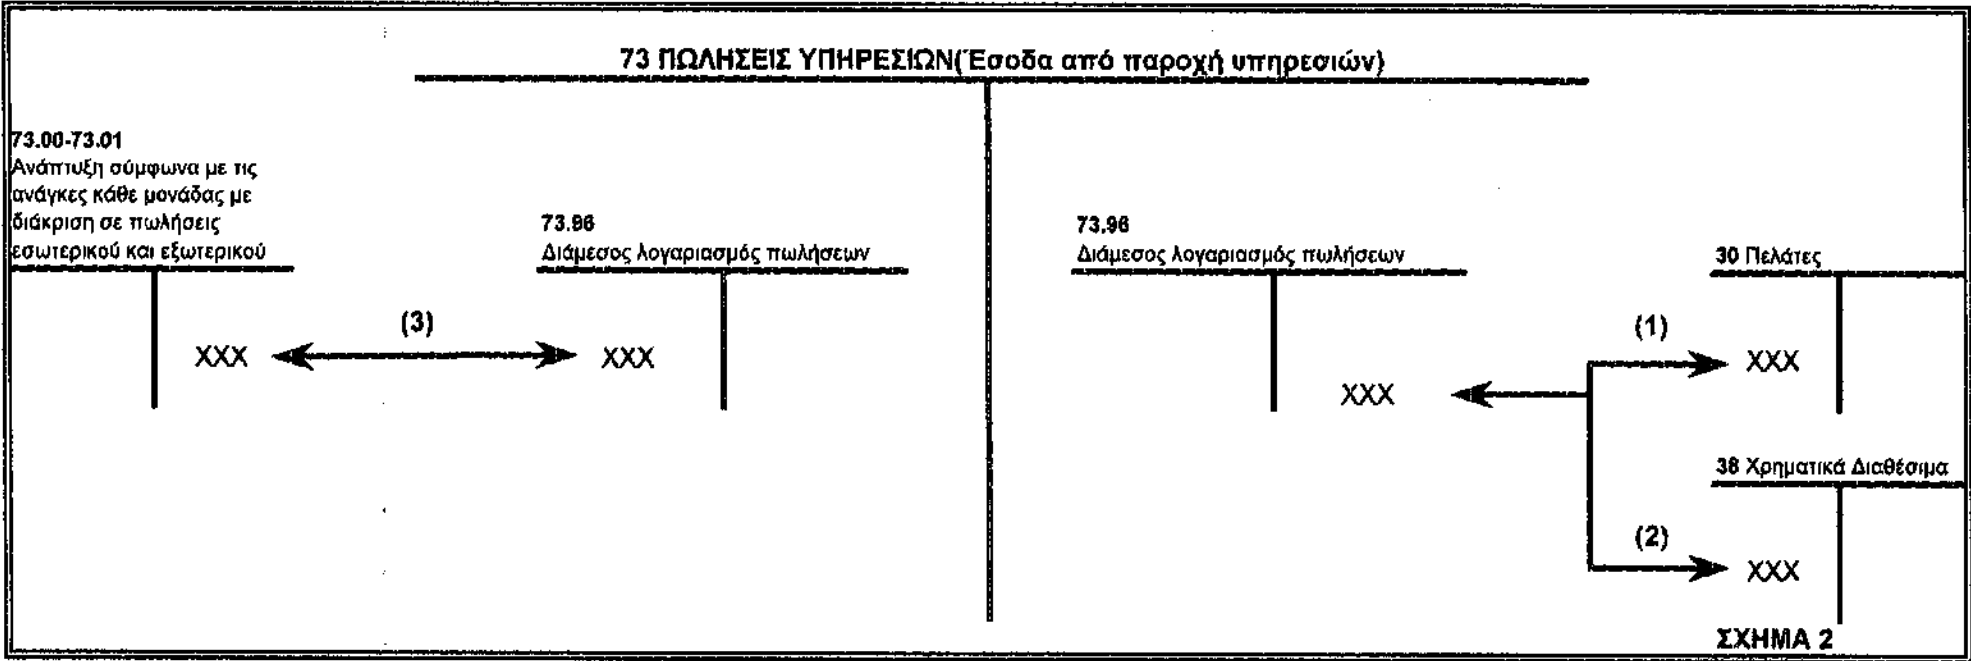 73 ΠΩΛΗΣΕΙΣ ΥΠΗΡΕΣΙΩΝ(Έσοδα από παροχή υπηρεσιών)
73.00-73.01
Ανάπτυξη σύμφωνα με τις
ανάγκες κάθε μονάδας με
διάκριση σε πωλήσεις
εσωτερικού και εξωτερικού
73.96
Διάμεσος λογαριασμός πωλήσεων
73.96
Διάμεσος λογαριασμός πωλήσεων
30 Πελάτες
(3)
XXX
XXX
(1)
XXX
XXX
38 Χρηματικά Διαθέσιμα
(2)
XXX
ΣΧΗΜΑ 2